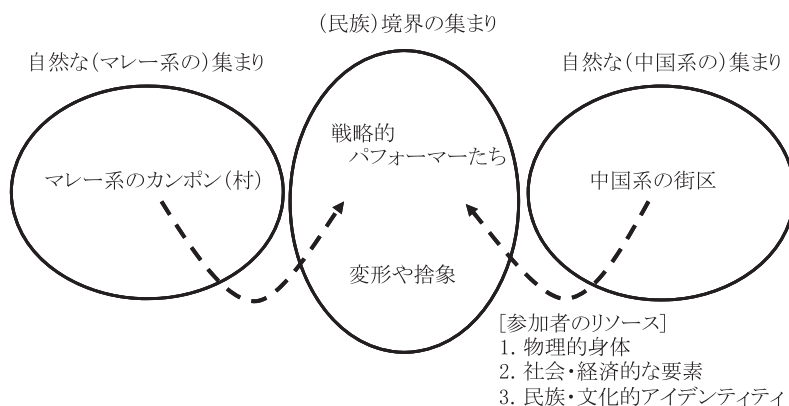 (民族)境界の集まり
自然な(マレー系の)集まり
自然な(中国系の)集まり
戦略的
パフォーマーたち
マレー系のカンポン(村)
中国系の街区
変形や捨象
[参加者のリソース]
1. 物理的身体
2. 社会・経済的な要素
3. 民族・文化的アイデンティティ